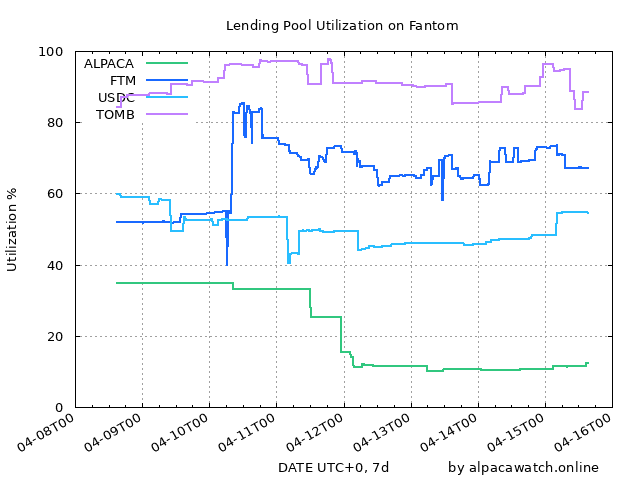 Lending Pool Utilization on Fantom
Utilization %
100
80
60
40
20
0
ALPACA
FTM
USDC
TOMB
04-08T00
04-09T00
04-10T00
04-11T00
04-12T00
04-13T00
04-14T00
04-15T00
04-16T00
DATE UTC+0, 7d
by alpacawatch.online